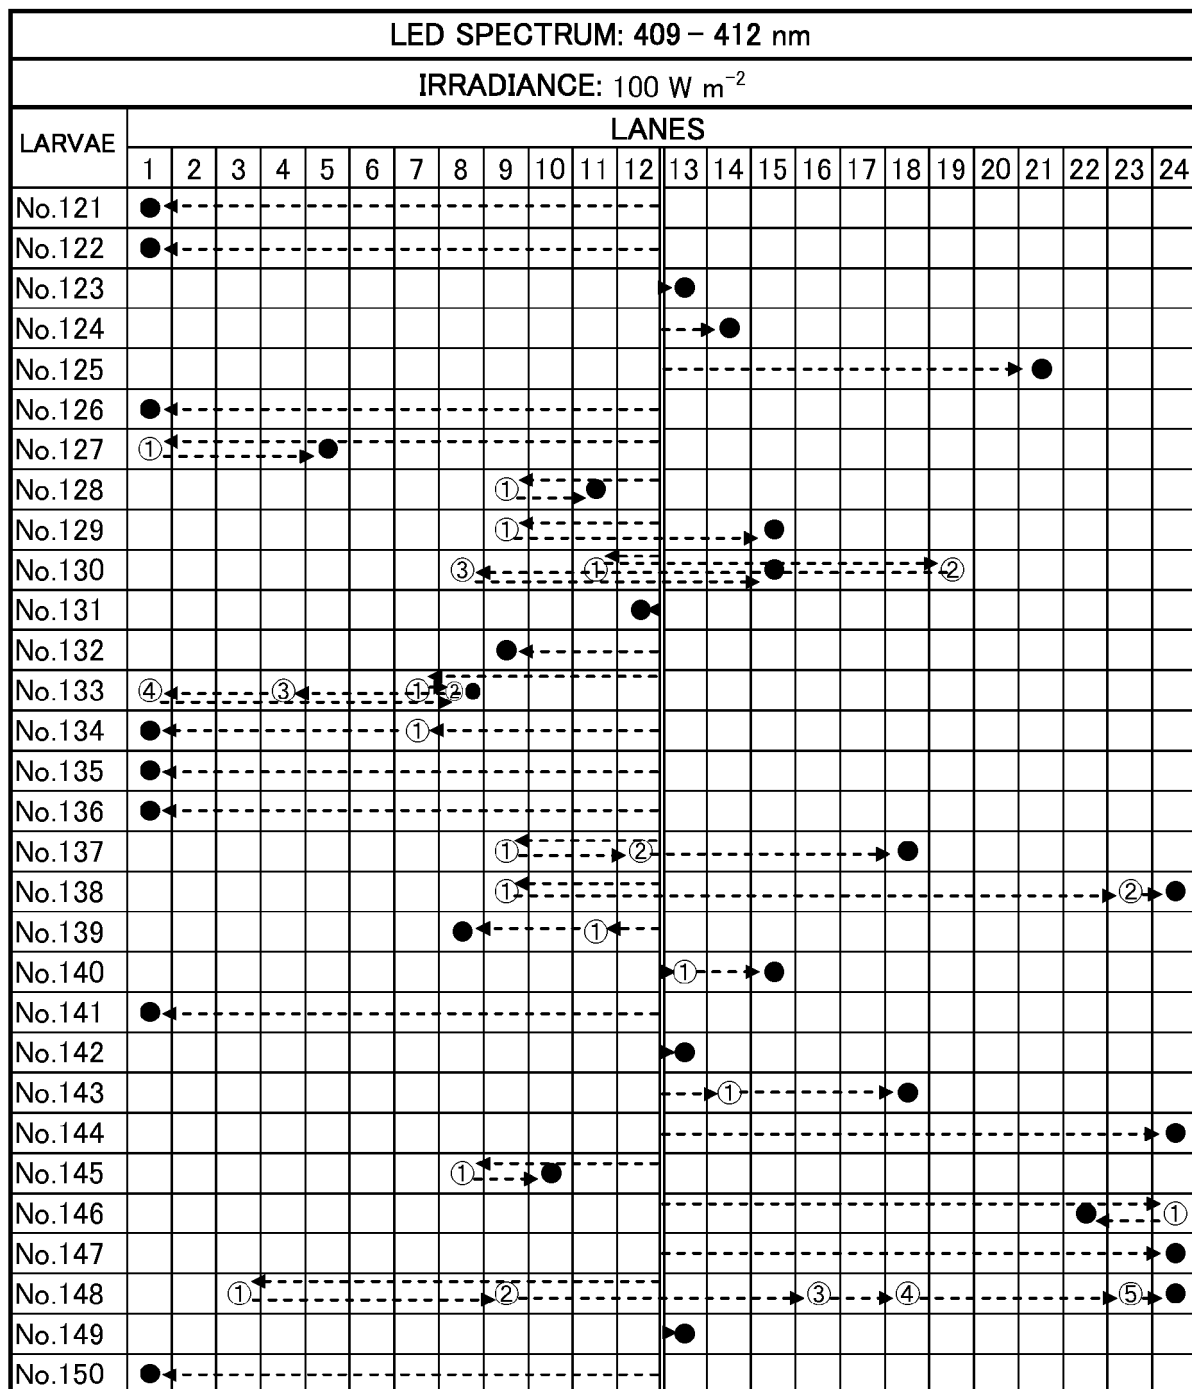 LED SPECTRUM: 409 – 412 nm
IRRADIANCE: 100 W m⁻²
LARVAE
LANES
1 2 3 4 5 6 7 8 9 10 11 12 13 14 15 16 17 18 19 20 21 22 23 24
No.121
No.122
No.123
No.124
No.125
No.126
No.127 ①
No.128 ①
No.129 ①
No.130 ③ ① ②
No.131
No.132
No.133 ④ ③ ① ②
No.134 ①
No.135
No.136
No.137 ① ②
No.138 ① ②
No.139 ①
No.140 ①
No.141
No.142
No.143 ①
No.144
No.145 ①
No.146 ①
No.147
No.148 ① ② ③ ④ ⑤
No.149
No.150